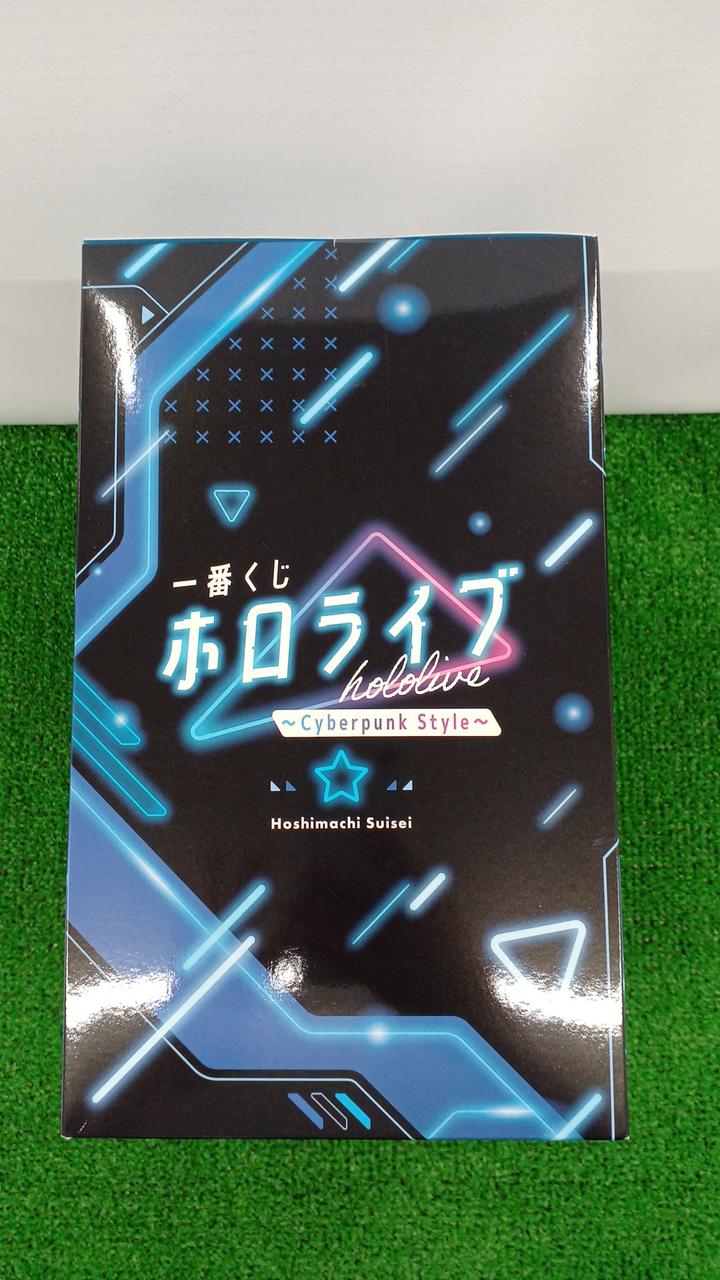 一番くじ
ホロライブ
hololive
~Cyberpunk Style~
Hoshimachi Suisei